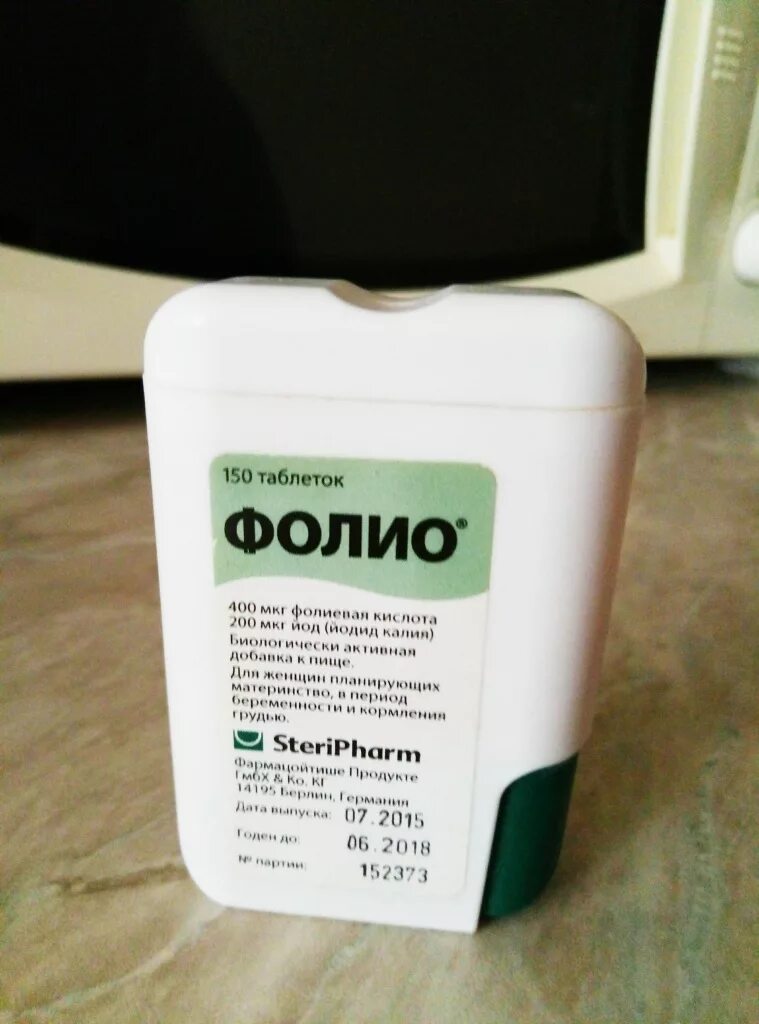 150 таблеток
ФОЛИО®
400 мкг фолиевая кислота
200 мкг йод (йодид калия)
Биологически активная
добавка к пище.
Для женщин планирующих
материнство, в период
беременности и кормления
грудью.
SteriPharm
Фармацойтише Продукте
ГмбХ & Ко. КГ
14195 Берлин, Германия
Дата выпуска: 07.2015
Годен до: 06.2018
№ партии: 152373